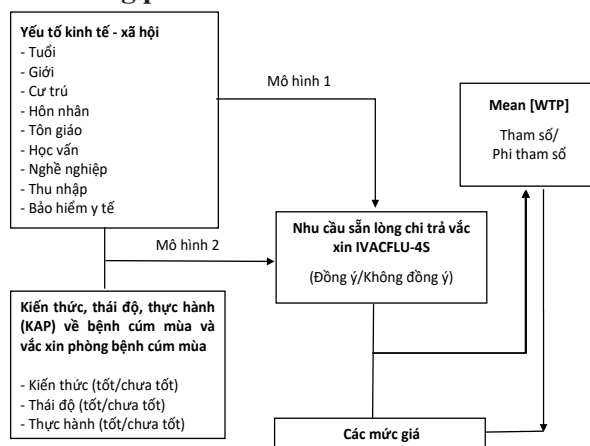 Yếu tố kinh tế - xã hội
- Tuổi
- Giới
- Cư trú
- Hôn nhân
- Tôn giáo
- Học vấn
- Nghề nghiệp
- Thu nhập
- Bảo hiểm y tế
Mô hình 1
Mean [WTP]
Tham số/
Phi tham số
Mô hình 2
Nhu cầu sẵn lòng chi trả vắc
xin IVACFLU-4S
(Đồng ý/Không đồng ý)
Kiến thức, thái độ, thực hành
(KAP) về bệnh cúm mùa và
vắc xin phòng bệnh cúm mùa
- Kiến thức (tốt/chưa tốt)
- Thái độ (tốt/chưa tốt)
- Thực hành (tốt/chưa tốt)
Các mức giá